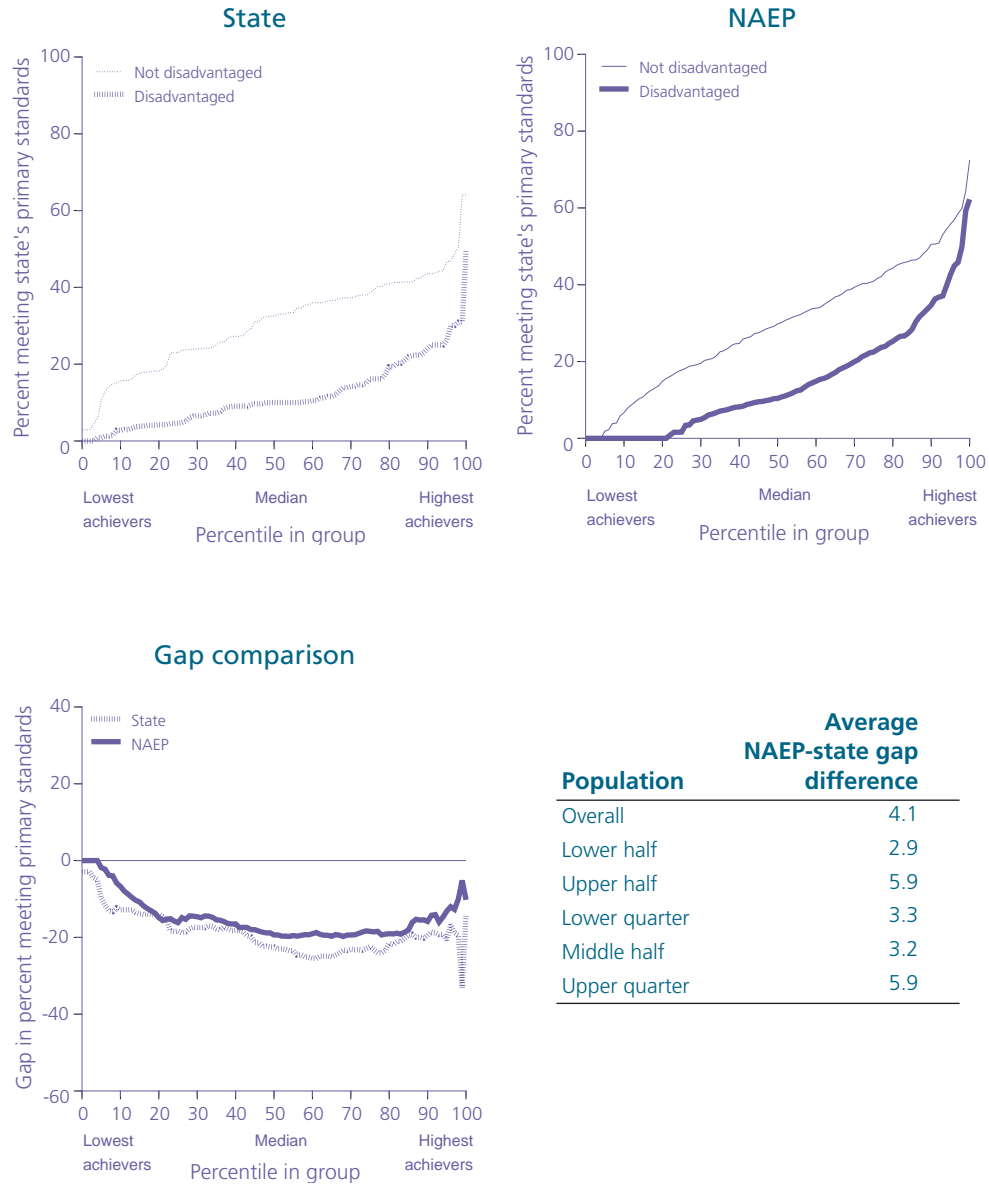 State
Percent meeting state's primary standards
100
80
60
40
20
0
Not disadvantaged
Disadvantaged
0 10 20 30 40 50 60 70 80 90 100
Lowest achievers
Median
Highest achievers
Percentile in group
NAEP
Percent meeting state's primary standards
100
80
60
40
20
0
Not disadvantaged
Disadvantaged
0 10 20 30 40 50 60 70 80 90 100
Lowest achievers
Median
Highest achievers
Percentile in group
Gap comparison
Gap in percent meeting primary standards
40
20
0
-20
-40
-60
State
NAEP
0 10 20 30 40 50 60 70 80 90 100
Lowest achievers
Median
Highest achievers
Percentile in group
Average
NAEP-state gap
Population difference
Overall 4.1
Lower half 2.9
Upper half 5.9
Lower quarter 3.3
Middle half 3.2
Upper quarter 5.9